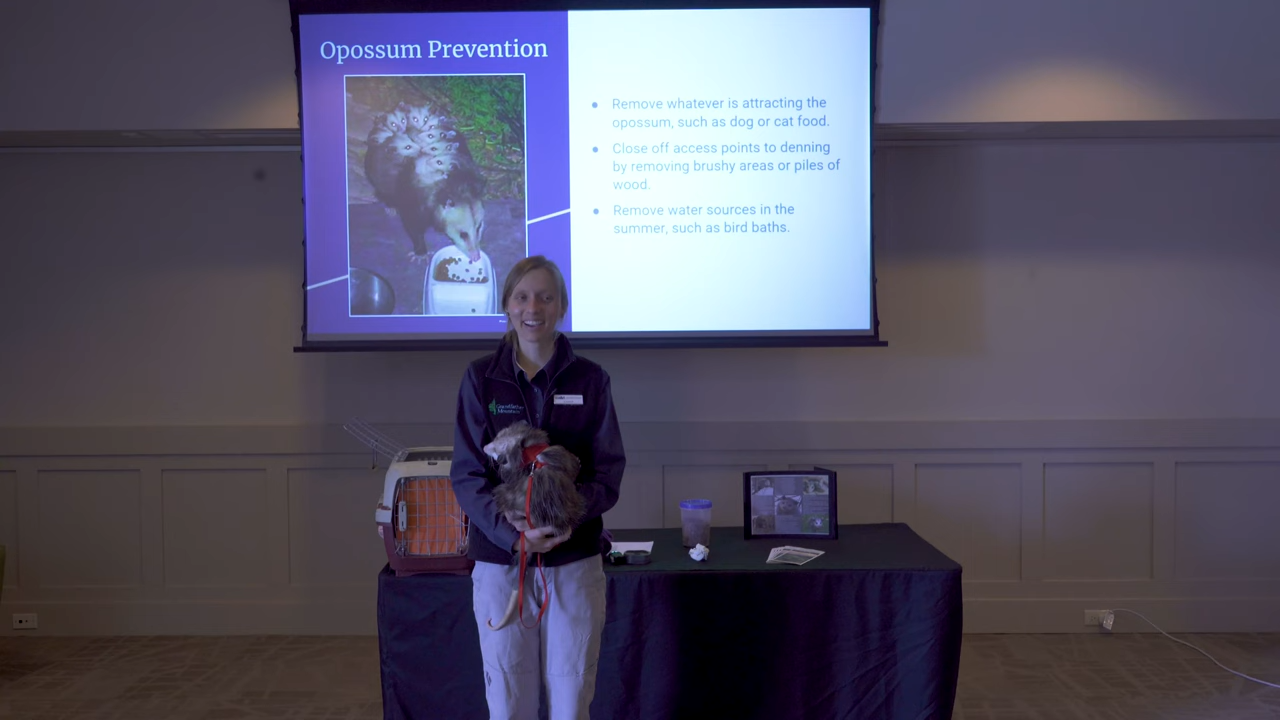 Opossum Prevention
● Remove whatever is attracting the
opossum, such as dog or cat food.
● Close off access points to denning
by removing brushy areas or piles of
wood.
● Remove water sources in the
summer, such as bird baths.
Grandfather
Mountain